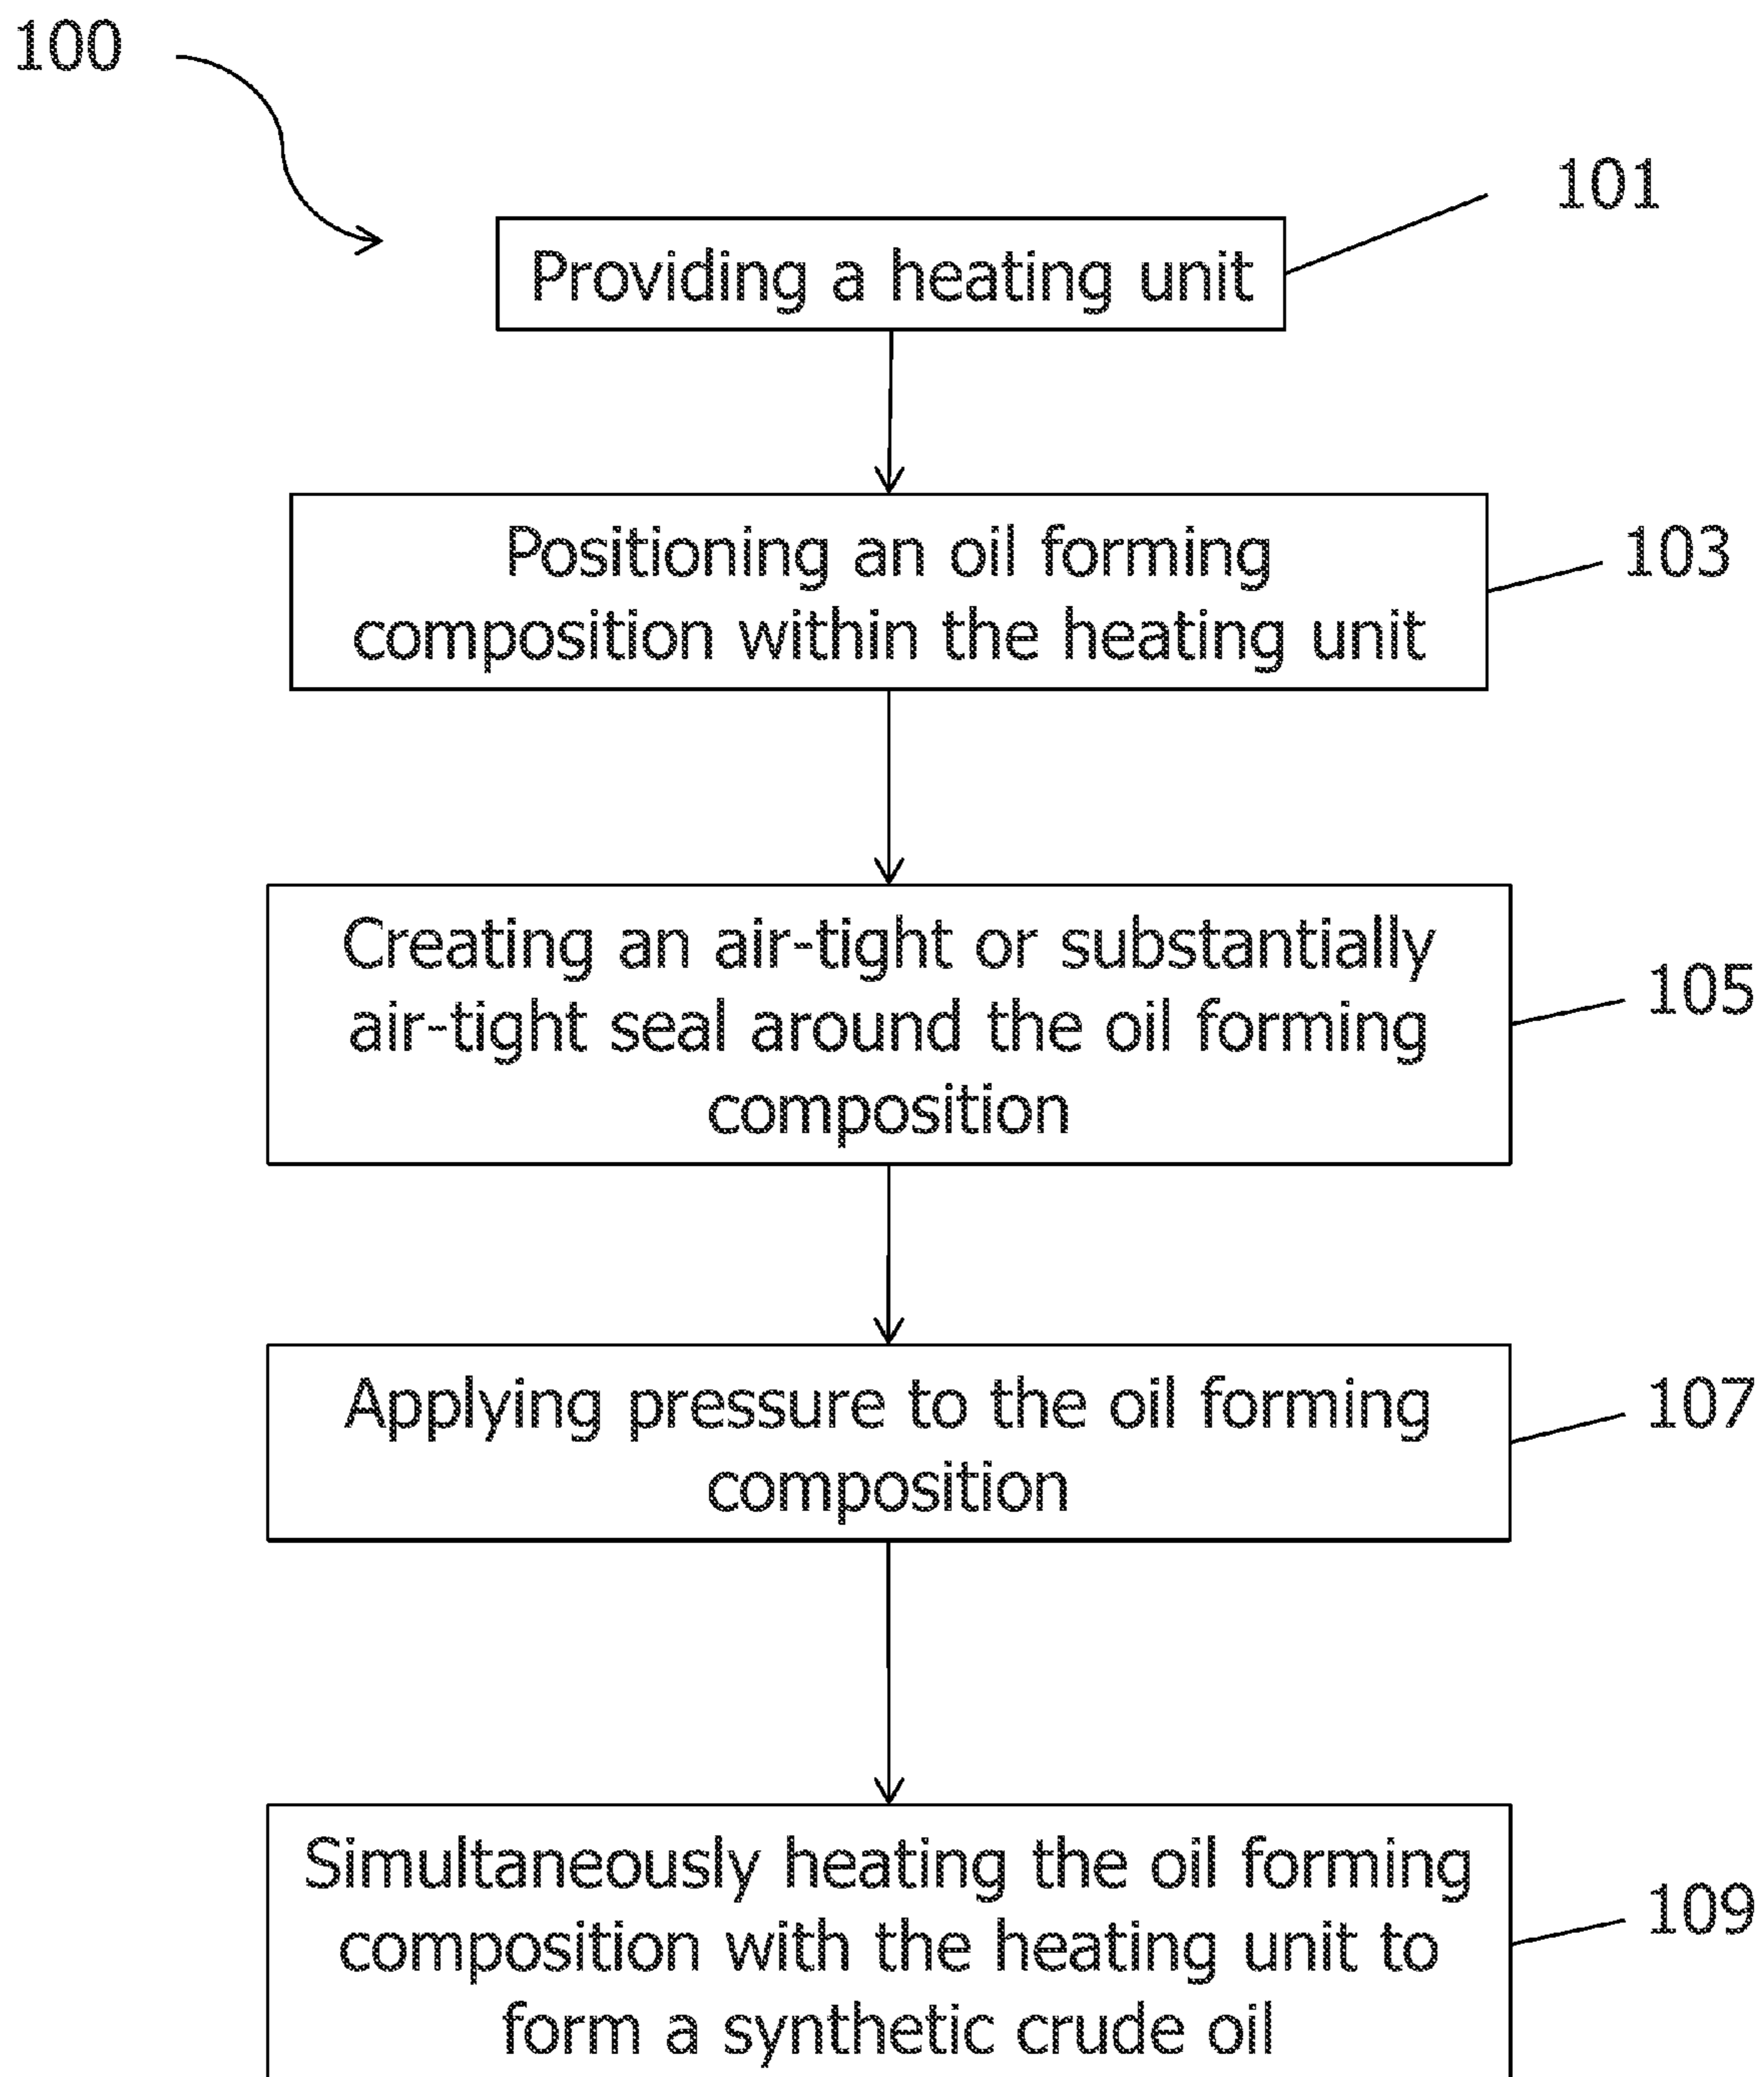 100
101
Providing a heating unit
Positioning an oil forming
composition within the heating unit
103
Creating an air-tight or substantially
air-tight seal around the oil forming
composition
105
Applying pressure to the oil forming
composition
107
Simultaneously heating the oil forming
composition with the heating unit to
form a synthetic crude oil
109